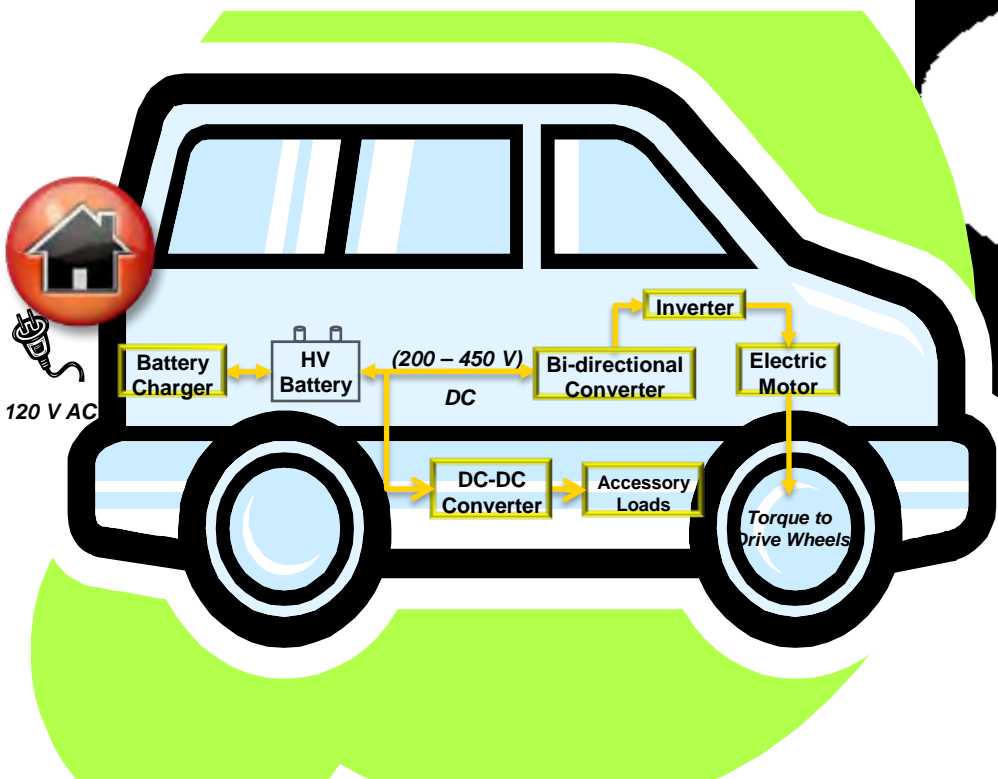 Inverter
Battery
Charger
HV
Battery
(200 – 450 V)
DC
Bi-directional
Converter
Electric
Motor
120 V AC
DC-DC
Converter
Accessory
Loads
Torque to
Drive Wheels